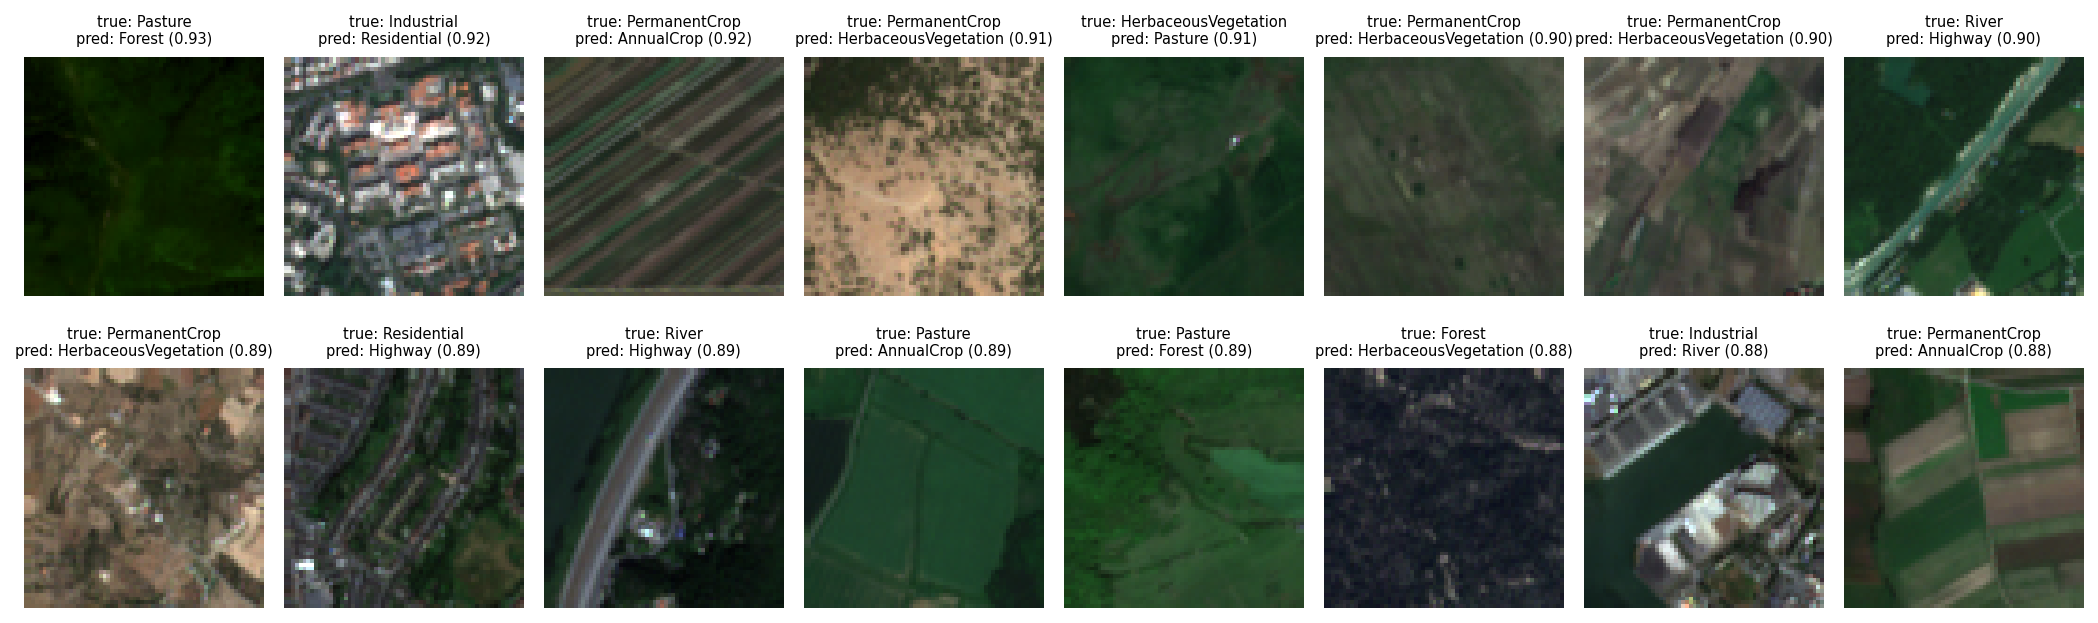 true: Pasture
pred: Forest (0.93)
true: Industrial
pred: Residential (0.92)
true: PermanentCrop
pred: AnnualCrop (0.92)
true: PermanentCrop
pred: HerbaceousVegetation (0.91)
true: HerbaceousVegetation
pred: Pasture (0.91)
true: PermanentCrop
pred: HerbaceousVegetation (0.90)
true: PermanentCrop
pred: HerbaceousVegetation (0.90)
true: River
pred: Highway (0.90)
true: PermanentCrop
pred: HerbaceousVegetation (0.89)
true: Residential
pred: Highway (0.89)
true: River
pred: Highway (0.89)
true: Pasture
pred: AnnualCrop (0.89)
true: Pasture
pred: Forest (0.89)
true: Forest
pred: HerbaceousVegetation (0.88)
true: Industrial
pred: River (0.88)
true: PermanentCrop
pred: AnnualCrop (0.88)